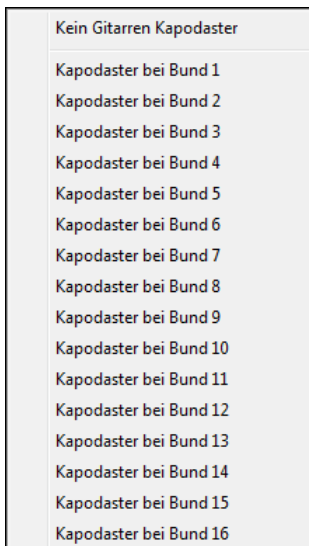 Kein Gitarren Kapodaster
Kapodaster bei Bund 1
Kapodaster bei Bund 2
Kapodaster bei Bund 3
Kapodaster bei Bund 4
Kapodaster bei Bund 5
Kapodaster bei Bund 6
Kapodaster bei Bund 7
Kapodaster bei Bund 8
Kapodaster bei Bund 9
Kapodaster bei Bund 10
Kapodaster bei Bund 11
Kapodaster bei Bund 12
Kapodaster bei Bund 13
Kapodaster bei Bund 14
Kapodaster bei Bund 15
Kapodaster bei Bund 16